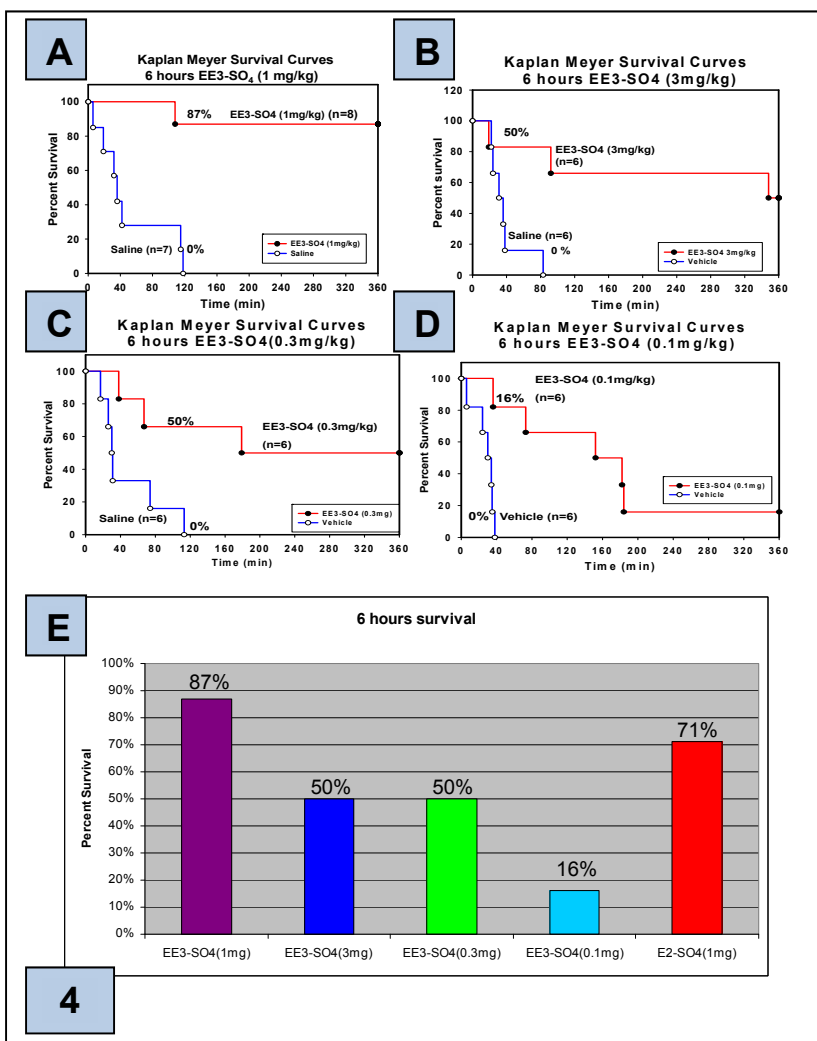 A
Kaplan Meyer Survival Curves
6 hours EE3-SO4 (1 mg/kg)
Percent Survival
100
80
60
40
20
0
87%
EE3-SO4 (1mg/kg) (n=8)
Saline (n=7)
0%
EE3-SO4 (1mg/kg)
Saline
0 40 80 120 160 200 240 280 320 360
Time (min)
B
Kaplan Meyer Survival Curves
6 hours EE3-SO4 (3mg/kg)
Percent Survival
120
100
80
60
40
20
0
50%
EE3-SO4 (3mg/kg)
(n=6)
Saline (n=6)
0 %
EE3-SO4 3mg/kg
Vehicle
0 40 80 120 160 200 240 280 320 360
Time (min)
C
Kaplan Meyer Survival Curves
6 hours EE3-SO4(0.3mg/kg)
Percent Survival
100
80
60
40
20
0
50%
EE3-SO4 (0.3mg/kg)
(n=6)
Saline (n=6)
0%
EE3-SO4 (0.3mg)
Vehicle
0 40 80 120 160 200 240 280 320 360
Time (min)
D
Kaplan Meyer Survival Curves
6 hours EE3-SO4 (0.1mg/kg)
Percent Survival
100
80
60
40
20
0
EE3-SO4 (0.1mg/kg)
16%
(n=6)
0%
Vehicle (n=6)
EE3-SO4 (0.1mg)
Vehicle
0 40 80 120 160 200 240 280 320 360
Time (min)
E
6 hours survival
Percent Survival
100%
90%
80%
70%
60%
50%
40%
30%
20%
10%
0%
87%
50%
50%
16%
71%
EE3-SO4(1mg) EE3-SO4(3mg) EE3-SO4(0.3mg) EE3-SO4(0.1mg) E2-SO4(1mg)
4